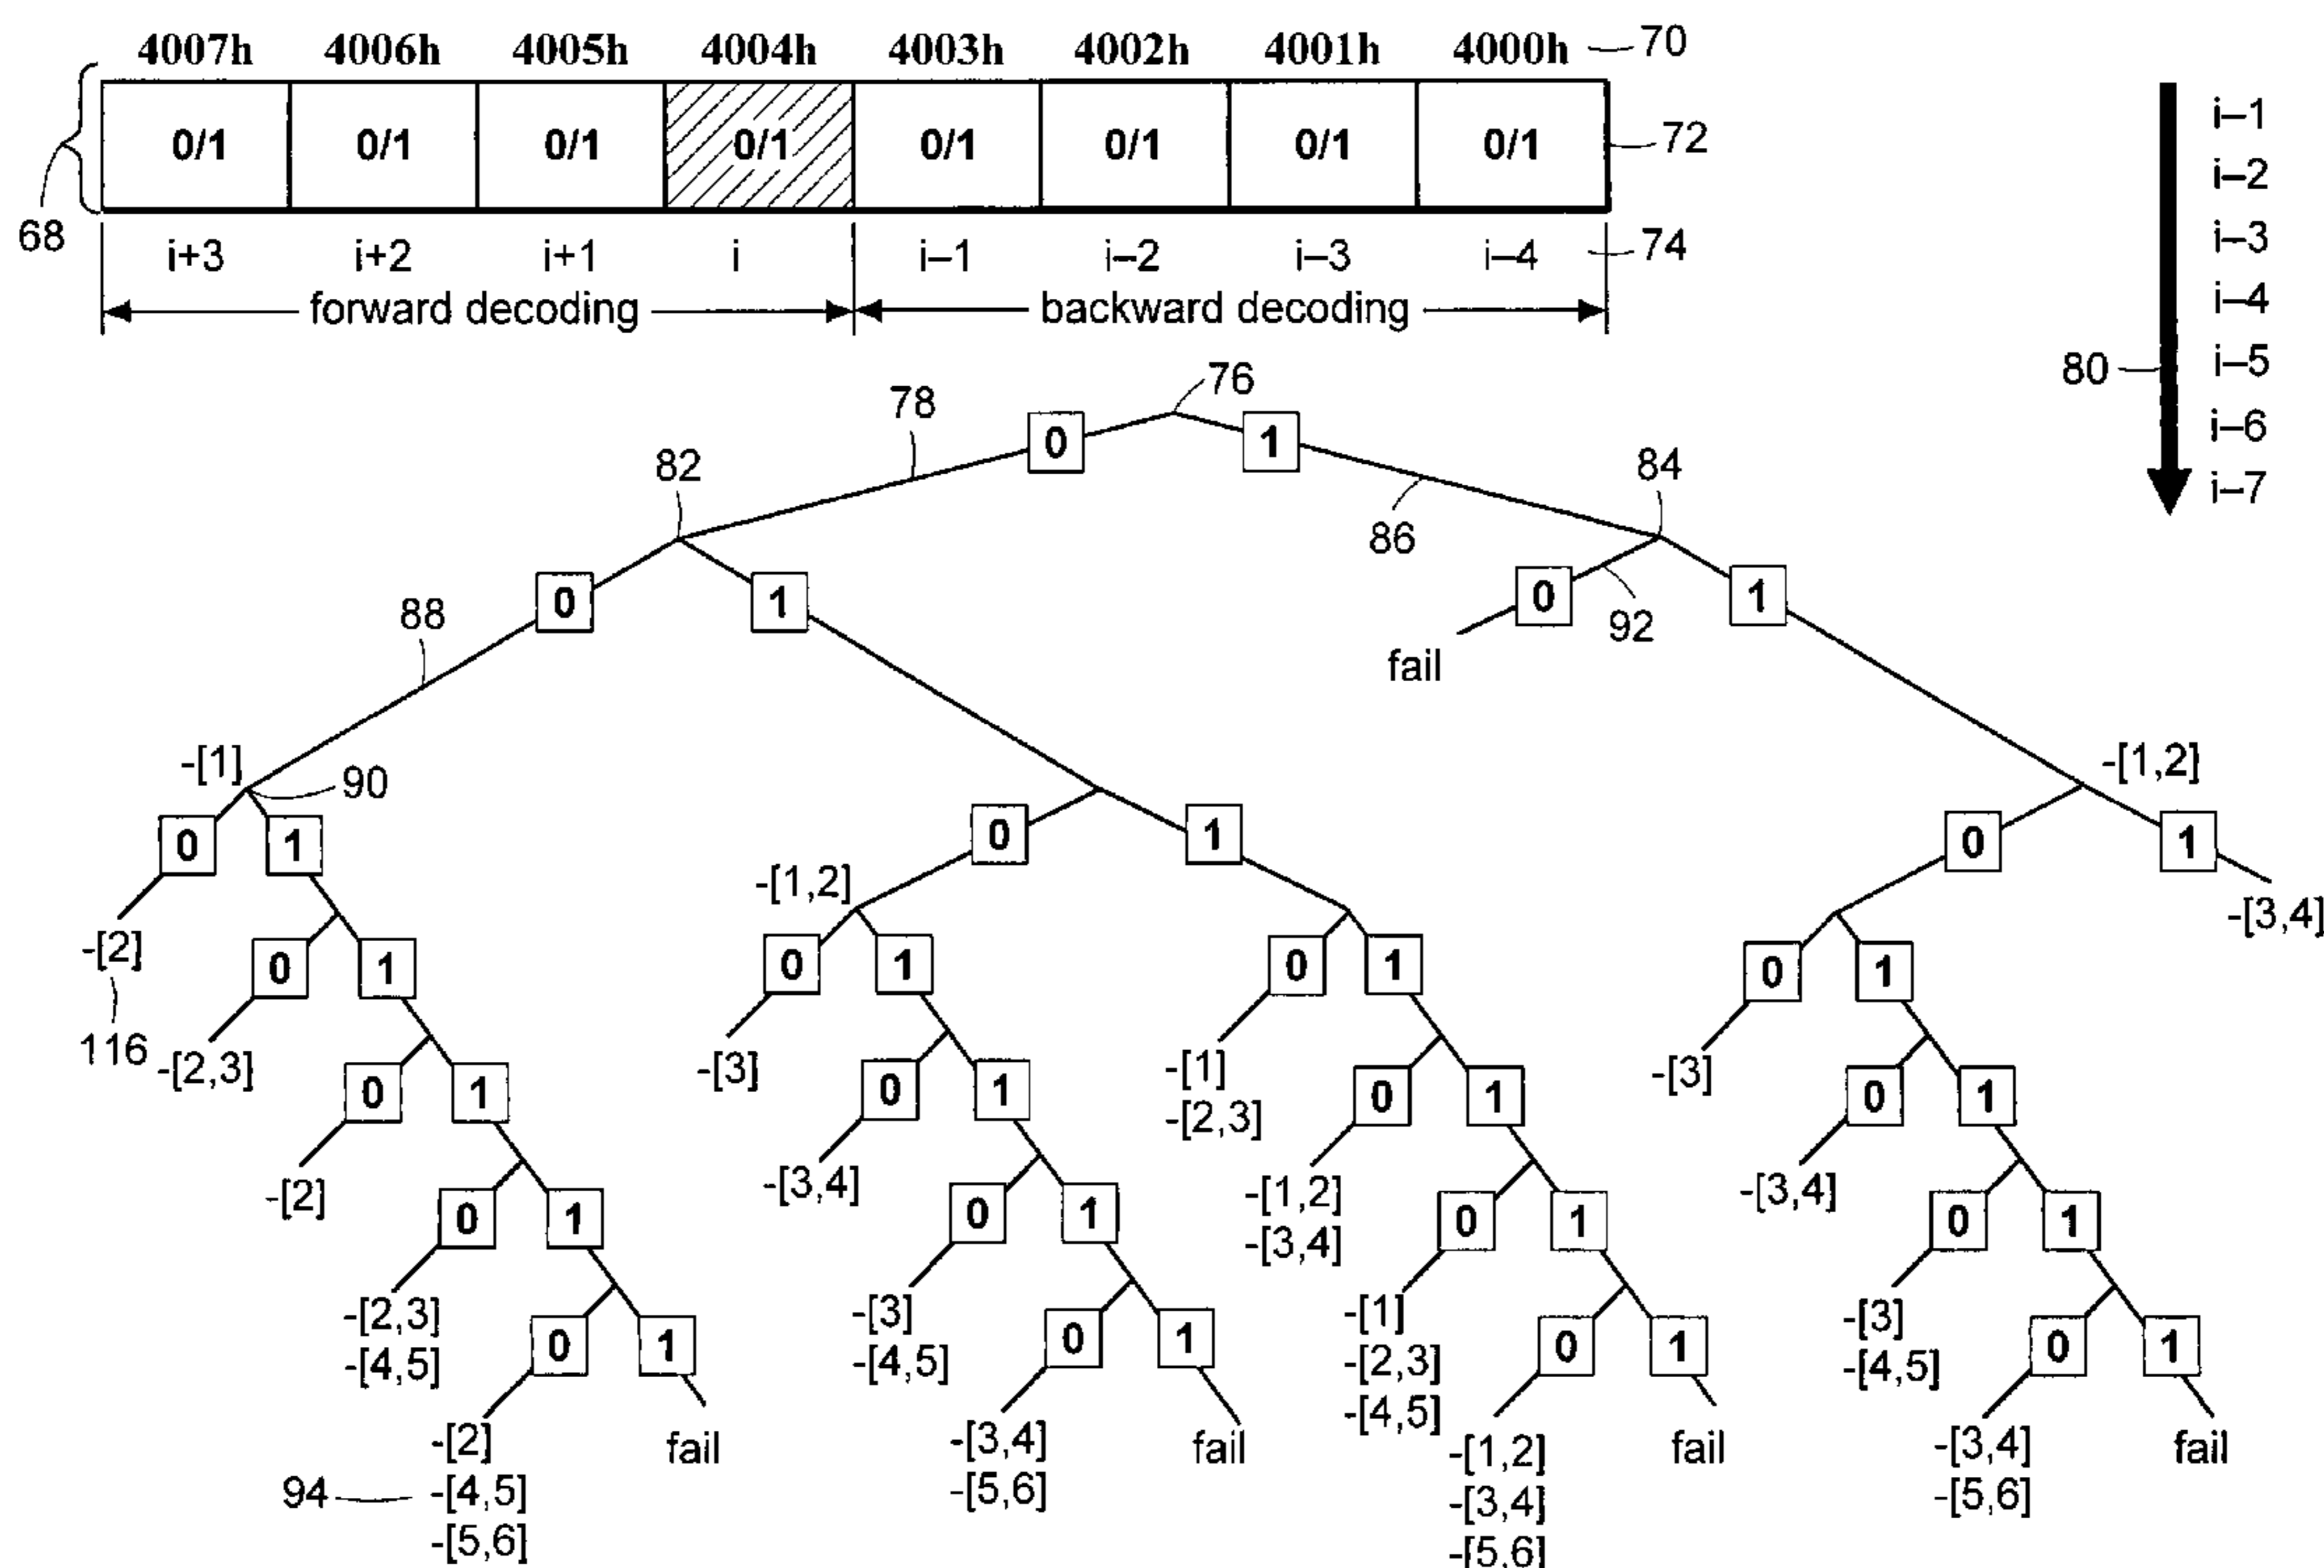 4007h 4006h 4005h 4004h 4003h 4002h 4001h 4000h 70
0/1 0/1 0/1 0/1 0/1 0/1 0/1 0/1 72
68
i+3 i+2 i+1 i i–1 i–2 i–3 i–4 74
forward decoding backward decoding
i–1
i–2
i–3
i–4
80 i–5
i–6
i–7
76
78
0 1
82 84
86
0 1 0 1
88 92
fail
-[1] 90 -[1,2]
0 1 0 1 0 1
-[1,2] -[3,4]
-[2] 0 1 0 1 0 1 0 1
116 -[2,3] -[3] -[1] -[3]
-[2,3]
0 1 0 1 0 1 0 1
-[2] -[3,4] -[1,2] -[3,4]
-[3,4]
0 1 0 1 0 1 0 1
-[2,3] -[3] -[1] -[3]
-[4,5] -[4,5] -[2,3] -[4,5]
-[4,5]
0 1 0 1 0 1 0 1
-[2] fail -[3,4] fail -[1,2] fail -[3,4] fail
94 -[4,5] -[5,6] -[3,4] -[5,6]
-[5,6] -[5,6]